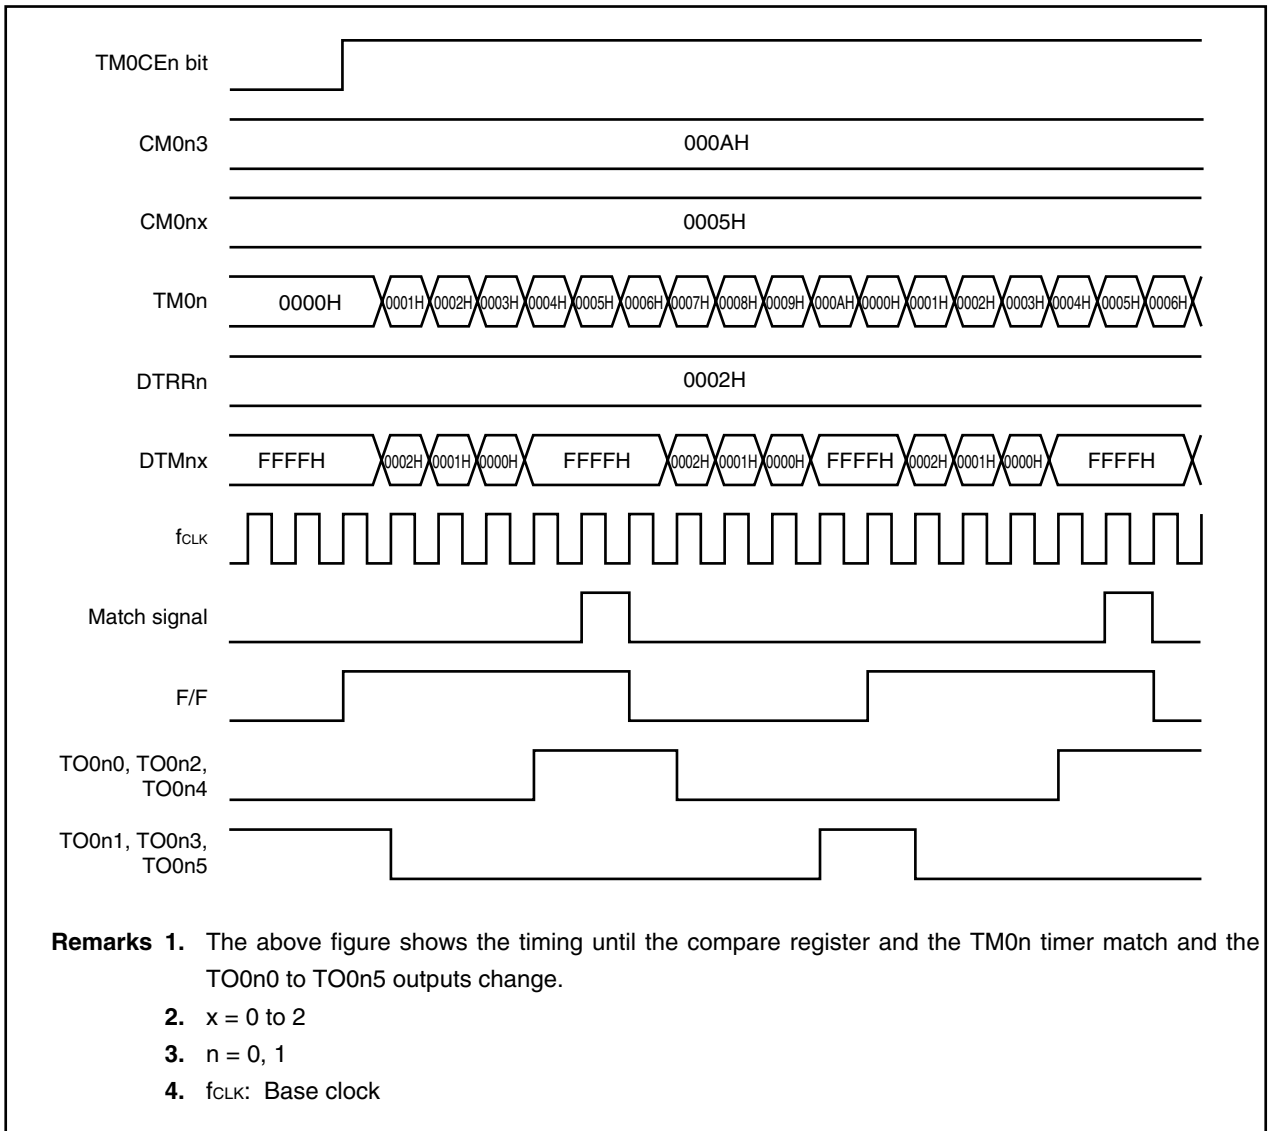 TM0CEn bit
CM0n3 000AH
CM0nx 0005H
TM0n 0000H 0001H 0002H 0003H 0004H 0005H 0006H 0007H 0008H 0009H 000AH 0000H 0001H 0002H 0003H 0004H 0005H 0006H
DTRRn 0002H
DTMnx FFFFH 0002H 0001H 0000H FFFFH 0002H 0001H 0000H FFFFH 0002H 0001H 0000H FFFFH
fCLK
Match signal
F/F
TO0n0, TO0n2,
TO0n4
TO0n1, TO0n3,
TO0n5
Remarks 1. The above figure shows the timing until the compare register and the TM0n timer match and the
TO0n0 to TO0n5 outputs change.
2. x = 0 to 2
3. n = 0, 1
4. fCLK: Base clock